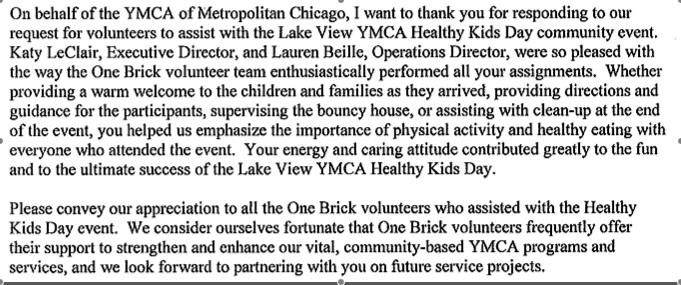 On behalf of the YMCA of Metropolitan Chicago, I want to thank you for responding to our
request for volunteers to assist with the Lake View YMCA Healthy Kids Day community event.
Katy LeClair, Executive Director, and Lauren Beille, Operations Director, were so pleased with
the way the One Brick volunteer team enthusiastically performed all your assignments.  Whether
providing a warm welcome to the children and families as they arrived, providing directions and
guidance for the participants, supervising the bouncy house, or assisting with clean-up at the end
of the event, you helped us emphasize the importance of physical activity and healthy eating with
everyone who attended the event.  Your energy and caring attitude contributed greatly to the fun
and to the ultimate success of the Lake View YMCA Healthy Kids Day.

Please convey our appreciation to all the One Brick volunteers who assisted with the Healthy
Kids Day event.  We consider ourselves fortunate that One Brick volunteers frequently offer
their support to strengthen and enhance our vital, community-based YMCA programs and
services, and we look forward to partnering with you on future service projects.